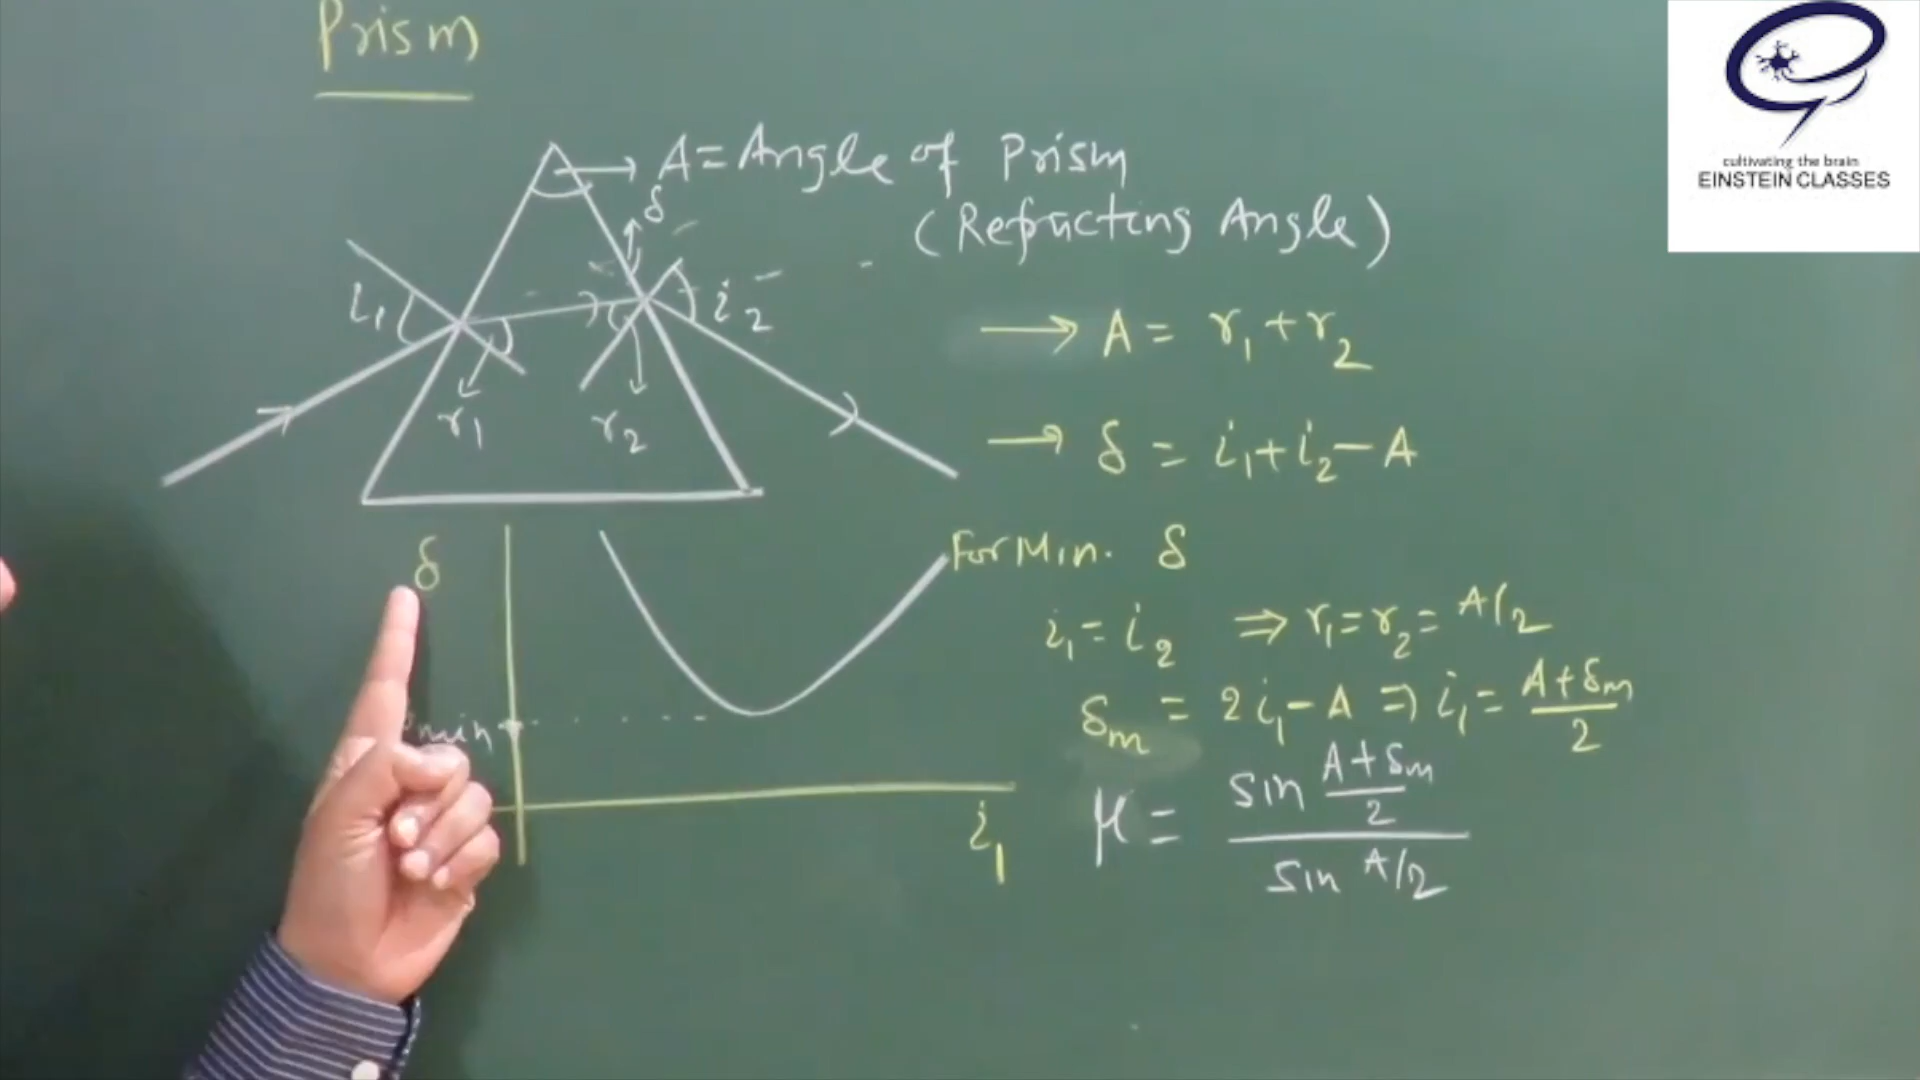 Prism
A = Angle of Prism
(Refracting Angle)
δ
i₁
i₂
r₁
r₂
→ A = r₁ + r₂
→ δ = i₁ + i₂ - A
δ
min
i₁
For Min. δ
i₁ = i₂ ⇒ r₁ = r₂ = A/2
δm = 2i₁ - A ⇒ i₁ = (A + δm)/2
μ = sin (A + δm)/2 / sin A/2
cultivating the brain
EINSTEIN CLASSES